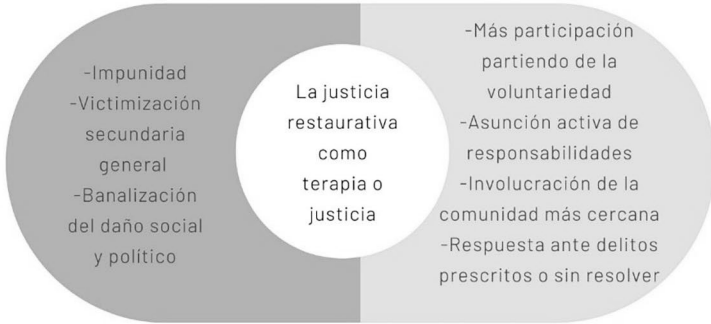 -Impunidad
-Victimización
secundaria
general
-Banalización
del daño social
y político
La justicia
restaurativa
como
terapia o
justicia
-Más participación
partiendo de la
voluntariedad
-Asunción activa de
responsabilidades
-Involucración de la
comunidad más cercana
-Respuesta ante delitos
prescritos o sin resolver